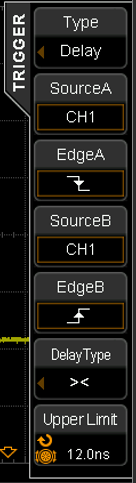 TRIGGER
Type
Delay
SourceA
CH1
EdgeA
SourceB
CH1
EdgeB
DelayType
><
Upper Limit
12.0ns